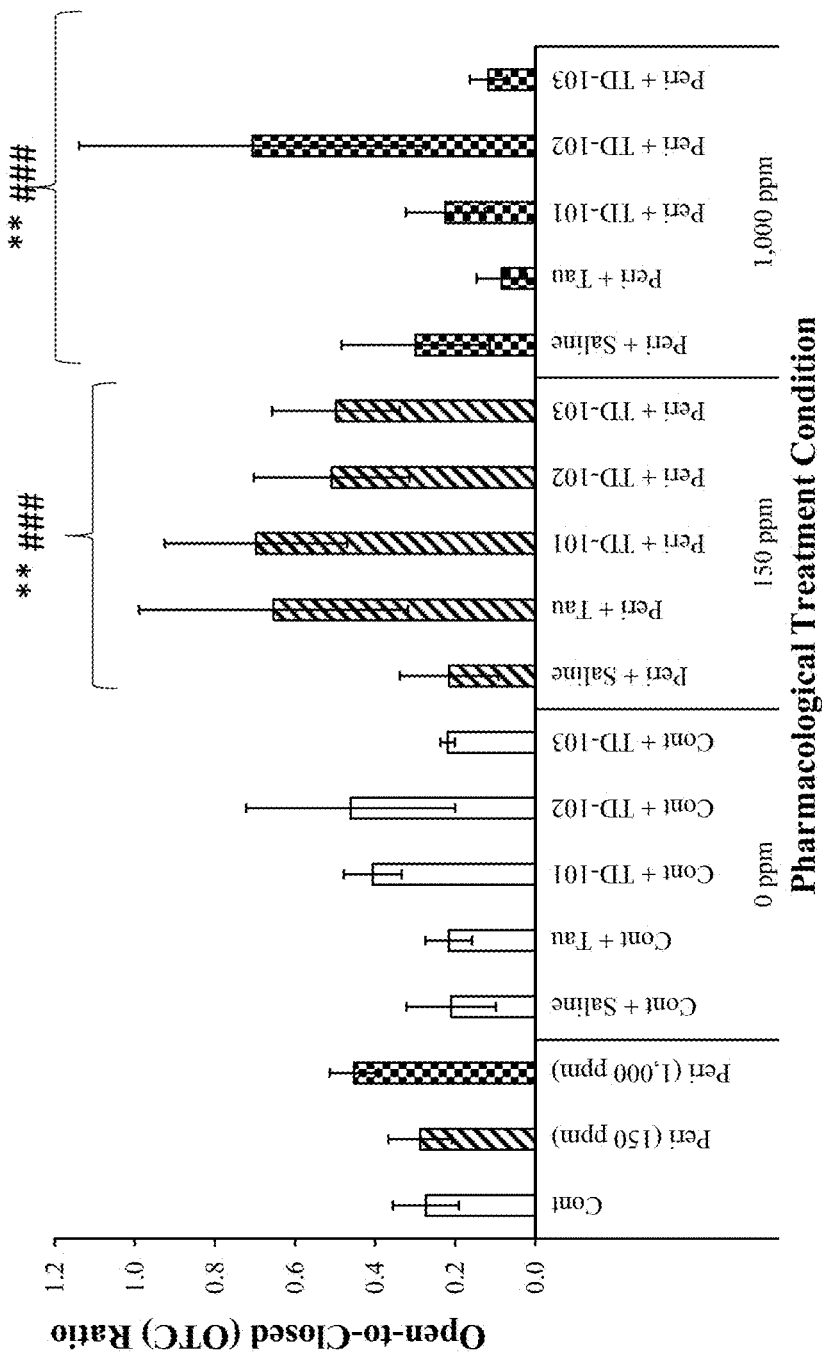 Open-to-Closed (OTC) Ratio
1.2
1.0
0.8
0.6
0.4
0.2
0.0
** ###
** ###
Cont
Peri (150 ppm)
Peri (1,000 ppm)
Cont + Saline
Cont + Tau
Cont + TD-101
Cont + TD-102
Cont + TD-103
Peri + Saline
Peri + Tau
Peri + TD-101
Peri + TD-102
Peri + TD-103
Peri + Saline
Peri + Tau
Peri + TD-101
Peri + TD-102
Peri + TD-103
0 ppm
150 ppm
1,000 ppm
Pharmacological Treatment Condition